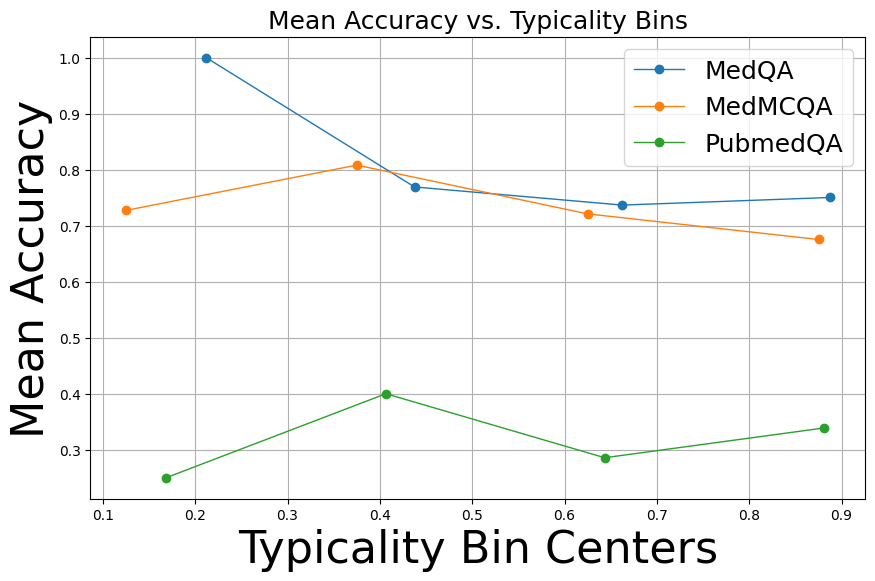 Mean Accuracy vs. Typicality Bins
MedQA
MedMCQA
PubmedQA
Mean Accuracy
1.0
0.9
0.8
0.7
0.6
0.5
0.4
0.3
0.1 0.2 0.3 0.4 0.5 0.6 0.7 0.8 0.9
Typicality Bin Centers